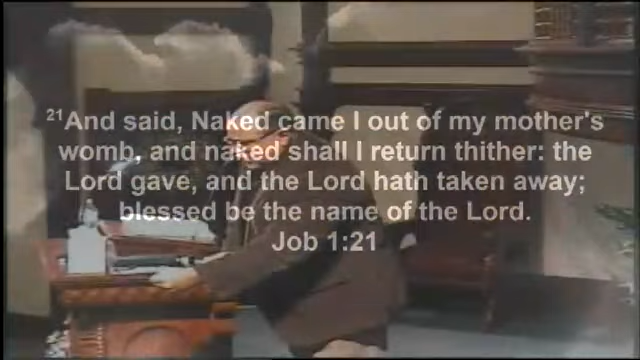 ²¹And said, Naked came I out of my mother's
womb, and naked shall I return thither: the
Lord gave, and the Lord hath taken away;
blessed be the name of the Lord.
Job 1:21